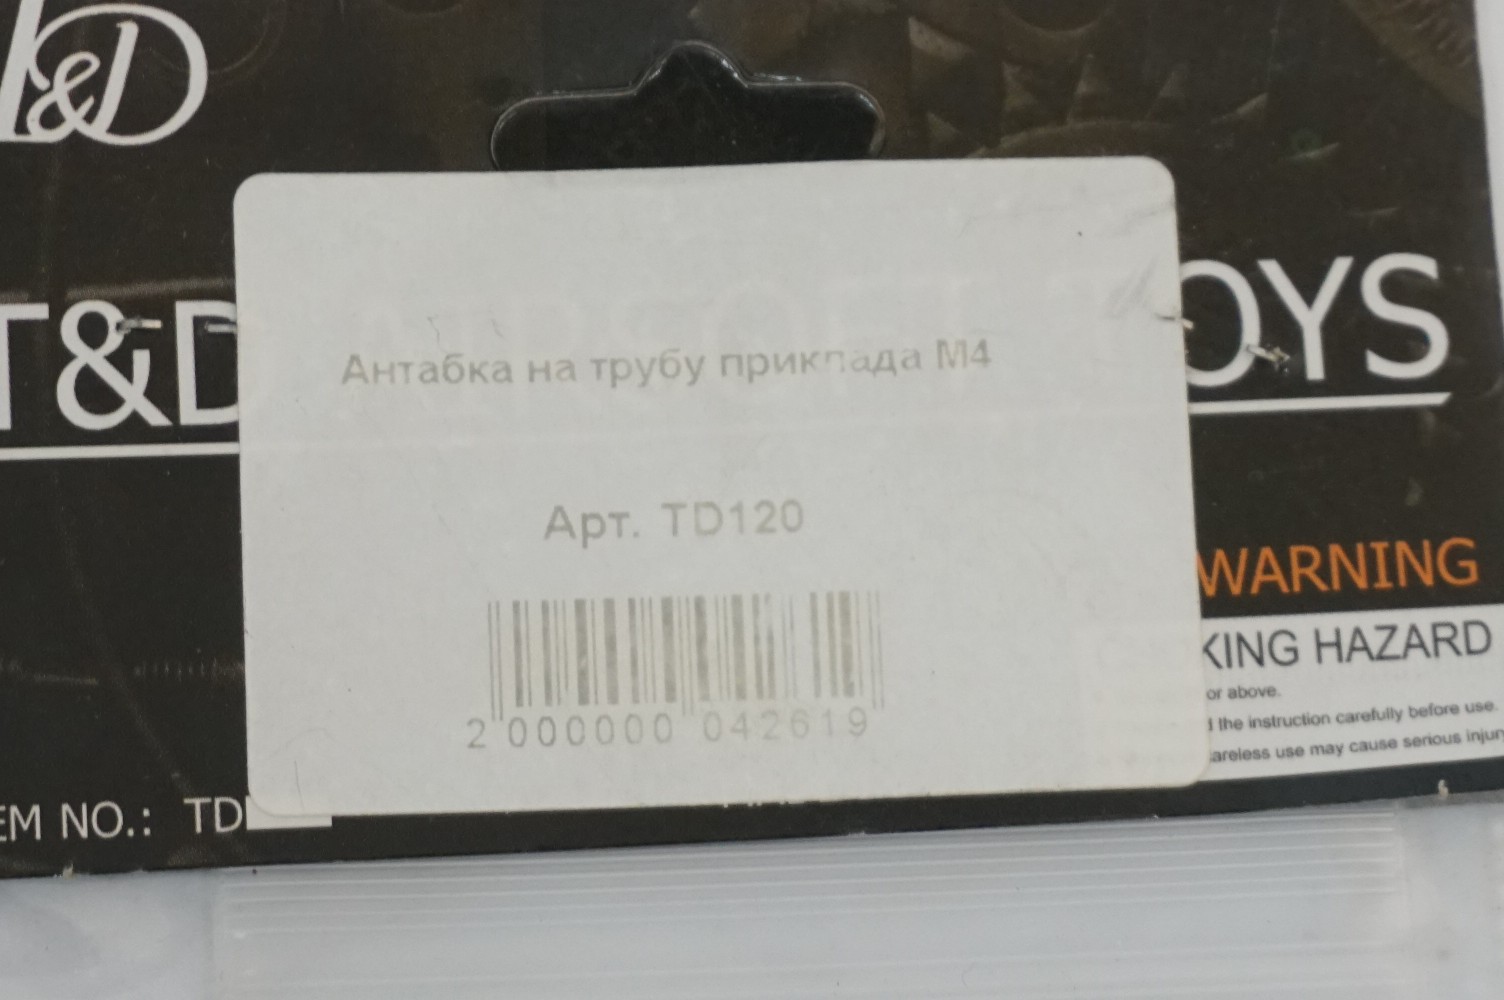 T&D
T&D
OYS
Антабка на трубу приклада М4
Арт. TD120
WARNING
KING HAZARD
or above.
the instruction carefully before use.
areless use may cause serious injury
2 000000 042619
EM NO.: TD